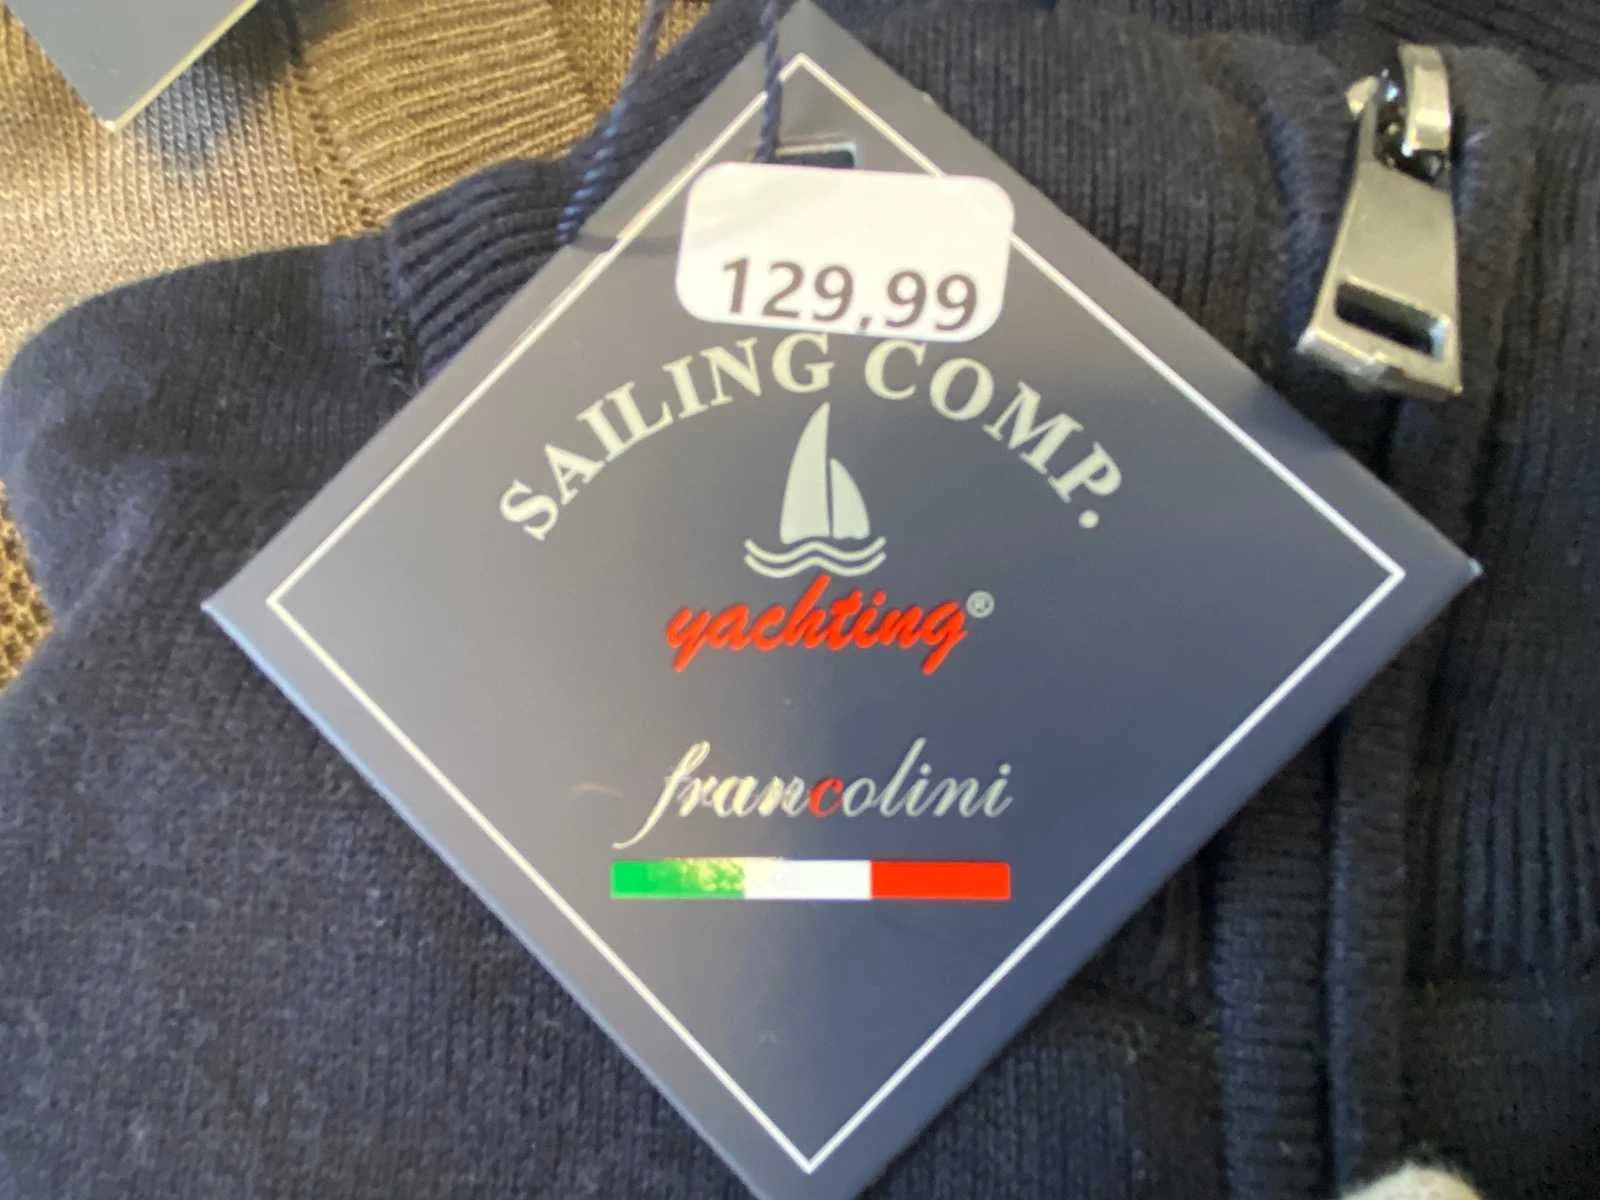 129,99
SAILING COMP.
yachting®
francolini